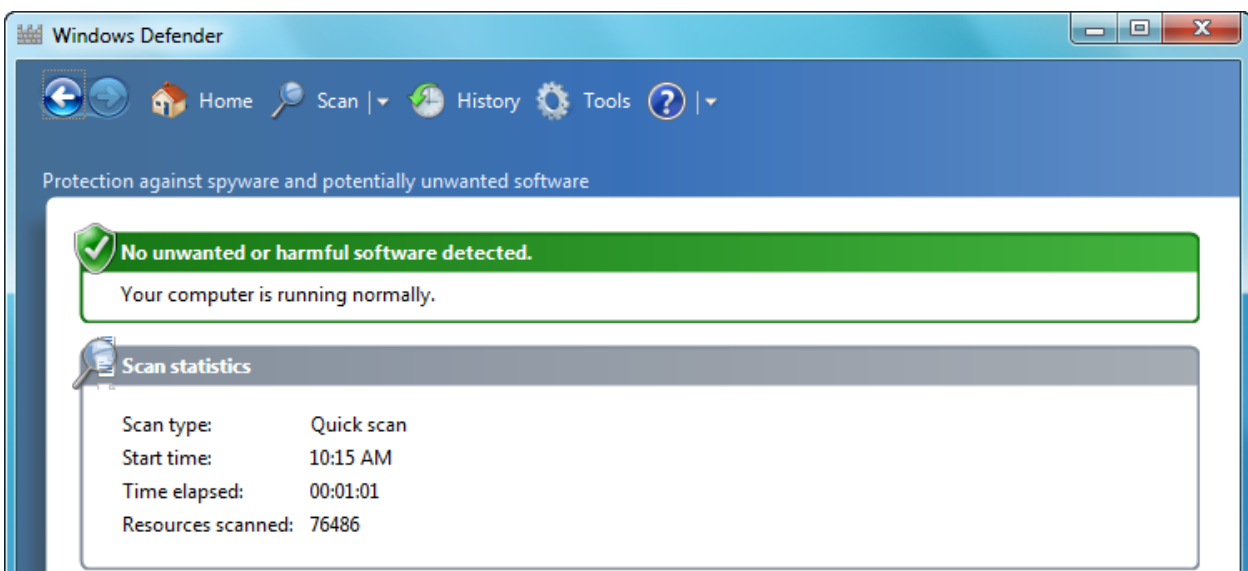 Windows Defender
Home Scan History Tools ?
Protection against spyware and potentially unwanted software
No unwanted or harmful software detected.
Your computer is running normally.
Scan statistics
Scan type: Quick scan
Start time: 10:15 AM
Time elapsed: 00:01:01
Resources scanned: 76486